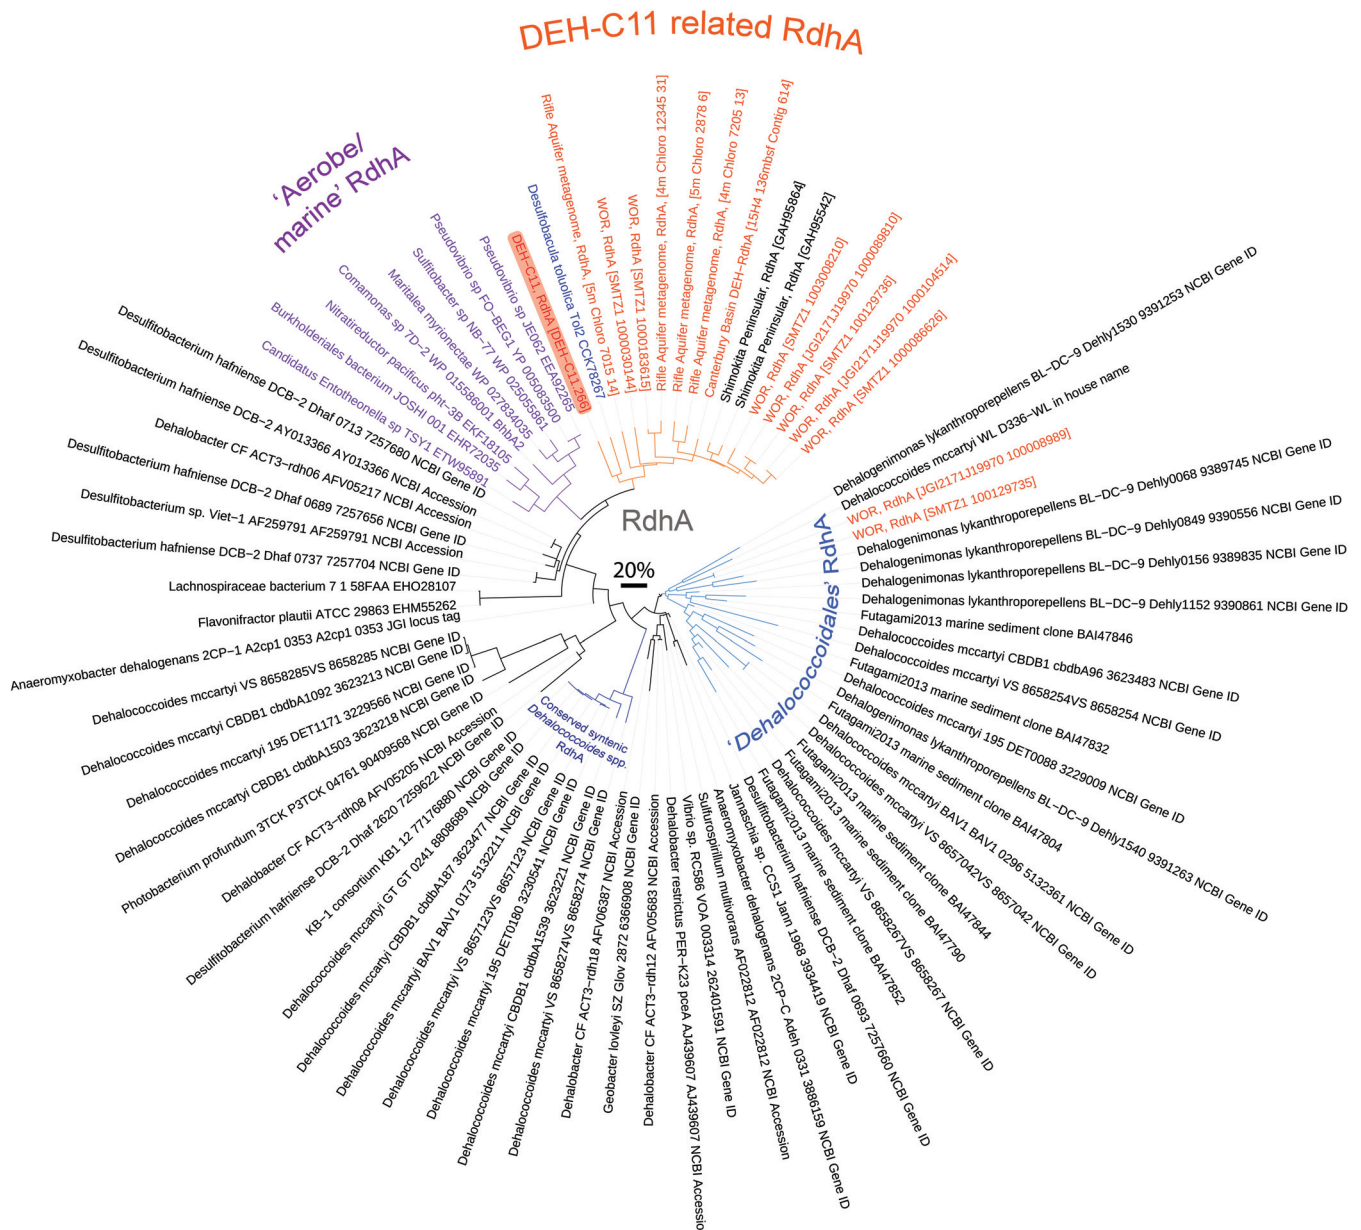 DEH-C11 related RdhA
'Aerobe/
marine' RdhA
Desulfitobacterium hafniense DCB-2 Dhaf 0713 7257680 NCBI Gene ID
Desulfitobacterium hafniense DCB-2 AY013366 AY013366 NCBI Accession
Dehalobacter CF ACT3-rdh06 AFV05217 NCBI Accession
Desulfitobacterium hafniense DCB-2 Dhaf 0689 7257656 NCBI Gene ID
Desulfitobacterium sp. Viet-1 AF259791 AF259791 NCBI Accession
Desulfitobacterium hafniense DCB-2 Dhaf 0737 7257704 NCBI Gene ID
Lachnospiraceae bacterium 7 1 58FAA EHO28107
Flavonifractor plautii ATCC 29863 EHM55262
Anaeromyxobacter dehalogenans 2CP-1 A2cp1 0353 A2cp1 0353 JGI locus tag
Candidatus Entotheonella sp TSY1 ETW95891
Burkholderiales bacterium JOSHI 001 EHR72035
Nitratireductor pacificus pht-3B EKF18105
Comamonas sp 7D-2 WP 015586001 BhbA2
Maritalea myrionectae WP 027834035
Sulfitobacter sp NB-77 WP 025055861
Pseudovibrio sp FO-BEG1 YP 005083500
Pseudovibrio sp JE062 EEA92265
DEH-C11, RdhA [DEH-C11.266]
Desulfobacula toluolica Tol2 CCK78267
Rifle Aquifer metagenome, RdhA, [5m Chloro 7015 14]
WOR, RdhA [SMTZ1 1000030144]
WOR, RdhA [SMTZ1 1000183615]
Rifle Aquifer metagenome, RdhA [4m Chloro 12345 31]
Rifle Aquifer metagenome, RdhA, [5m Chloro 2878 6]
Rifle Aquifer metagenome, RdhA, [4m Chloro 7205 13]
Canterbury Basin DEH-RdhA [15H4 136mbsf Contig 614]
Shimokita Peninsular, RdhA [GAH95864]
Shimokita Peninsular, RdhA [GAH95542]
WOR, RdhA [SMTZ1 1003008210]
WOR, RdhA [JGI2171J19970 1000089810]
WOR, RdhA [SMTZ1 100129736]
WOR, RdhA [JGI2171J19970 1000104514]
WOR, RdhA [SMTZ1 1000086626]
RdhA
20%
Dehalogenimonas lykanthroporepellens BL-DC-9 Dehly1530 9391253 NCBI Gene ID
Dehalococcoides mccartyi WL D336-WL in house name
WOR, RdhA [JGI2171J19970 10008989]
WOR, RdhA [SMTZ1 100129735]
Dehalogenimonas lykanthroporepellens BL-DC-9 Dehly0068 9389745 NCBI Gene ID
Dehalogenimonas lykanthroporepellens BL-DC-9 Dehly0849 9390556 NCBI Gene ID
Dehalogenimonas lykanthroporepellens BL-DC-9 Dehly0156 9389835 NCBI Gene ID
Dehalogenimonas lykanthroporepellens BL-DC-9 Dehly1152 9390861 NCBI Gene ID
Futagami2013 marine sediment clone BAI47846
Dehalococcoides mccartyi CBDB1 cbdbA96 3623483 NCBI Gene ID
Dehalococcoides mccartyi VS 8658254VS 8658254 NCBI Gene ID
Futagami2013 marine sediment clone BAI47832
Dehalococcoides mccartyi 195 DET0088 3229009 NCBI Gene ID
Futagami2013 marine sediment clone BAI47804
Dehalogenimonas lykanthroporepellens BL-DC-9 Dehly1540 9391263 NCBI Gene ID
Dehalococcoides mccartyi BAV1 BAV1 0296 5132361 NCBI Gene ID
Dehalococcoides mccartyi VS 8657042VS 8657042 NCBI Gene ID
Futagami2013 marine sediment clone BAI47844
Futagami2013 marine sediment clone BAI47790
Dehalococcoides mccartyi VS 8658267VS 8658267 NCBI Gene ID
Futagami2013 marine sediment clone BAI47852
Desulfitobacterium hafniense DCB-2 Dhaf 0693 7257660 NCBI Gene ID
Jannaschia sp. CCS1 Jann 1968 3934419 NCBI Gene ID
Anaeromyxobacter dehalogenans 2CP-C Adeh 0331 3886159 NCBI Gene ID
Sulfurospirillum multivorans AF022812 AF022812 NCBI Accession
Vibrio sp. RC586 VOA 003314 262401591 NCBI Gene ID
Dehalobacter restrictus PER-K23 pceA AJ439607 AJ439607 NCBI Accessio
Dehalobacter CF ACT3-rdh12 AFV05683 NCBI Accession
Geobacter lovleyi SZ Glov 2872 6366908 NCBI Gene ID
Dehalobacter CF ACT3-rdh18 AFV06387 NCBI Accession
Dehalococcoides mccartyi VS 8658274VS 8658274 NCBI Gene ID
Dehalococcoides mccartyi CBDB1 cbdbA1539 3623221 NCBI Gene ID
Dehalococcoides mccartyi 195 DET0180 3230541 NCBI Gene ID
Dehalococcoides mccartyi VS 8657123VS 8657123 NCBI Gene ID
Dehalococcoides mccartyi BAV1 BAV1 0173 5132211 NCBI Gene ID
Dehalococcoides mccartyi CBDB1 cbdbA187 3623477 NCBI Gene ID
Dehalococcoides mccartyi GT GT 0241 8808689 NCBI Gene ID
KB-1 consortium KB1 12 77176880 NCBI Gene ID
Desulfitobacterium hafniense DCB-2 Dhaf 2620 7259622 NCBI Gene ID
Dehalobacter CF ACT3-rdh08 AFV05205 NCBI Accession
Photobacterium profundum 3TCK P3TCK 04761 90409568 NCBI Gene ID
Dehalococcoides mccartyi CBDB1 cbdbA1503 3623218 NCBI Gene ID
Dehalococcoides mccartyi 195 DET1171 3229566 NCBI Gene ID
Dehalococcoides mccartyi CBDB1 cbdbA1092 3623213 NCBI Gene ID
Dehalococcoides mccartyi VS 8658285VS 8658285 NCBI Gene ID
'Dehalococcoidales' RdhA
Conserved syntenic
Dehalococcoides spp.
RdhA